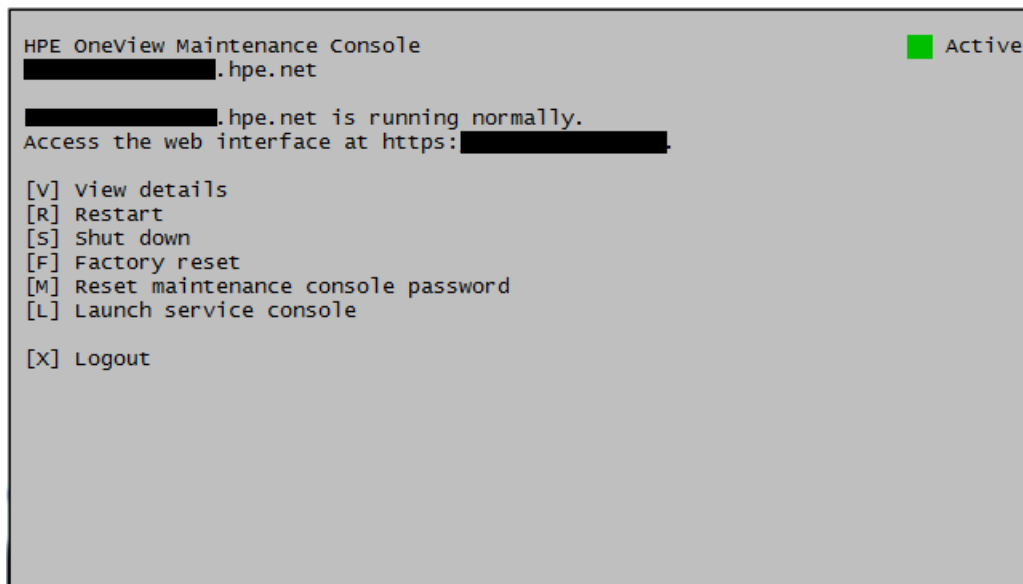 HPE OneView Maintenance Console
Active
.hpe.net
.hpe.net is running normally.
Access the web interface at https: .
[V] View details
[R] Restart
[S] Shut down
[F] Factory reset
[M] Reset maintenance console password
[L] Launch service console
[X] Logout